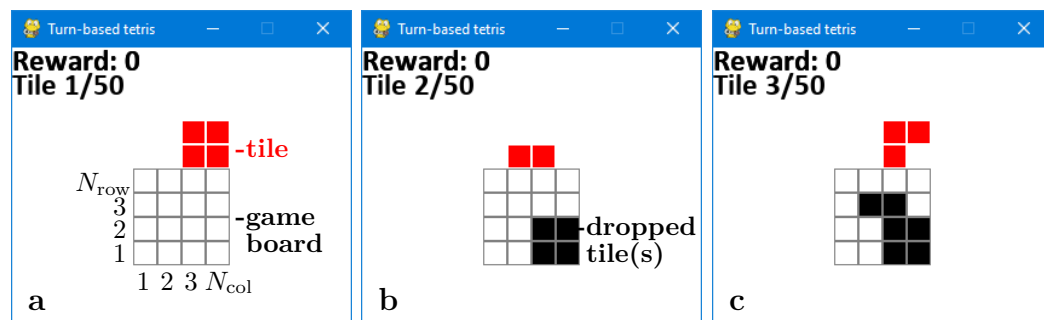 Turn-based tetris
Reward: 0
Tile 1/50
-tile
N_row
3
2
1
-game
board
1 2 3 N_col
a
Turn-based tetris
Reward: 0
Tile 2/50
-dropped
tile(s)
b
Turn-based tetris
Reward: 0
Tile 3/50
c